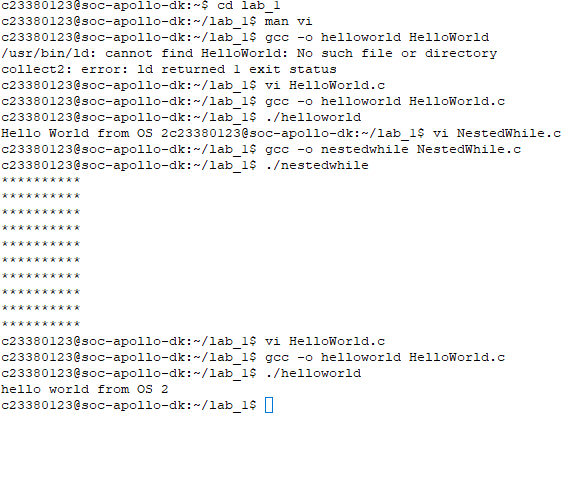 c23380123@soc-apollo-dk:~$ cd lab_1
c23380123@soc-apollo-dk:~/lab_1$ man vi
c23380123@soc-apollo-dk:~/lab_1$ gcc -o helloworld HelloWorld
/usr/bin/ld: cannot find HelloWorld: No such file or directory
collect2: error: ld returned 1 exit status
c23380123@soc-apollo-dk:~/lab_1$ vi HelloWorld.c
c23380123@soc-apollo-dk:~/lab_1$ gcc -o helloworld HelloWorld.c
c23380123@soc-apollo-dk:~/lab_1$ ./helloworld
Hello World from OS 2c23380123@soc-apollo-dk:~/lab_1$ vi NestedWhile.c
c23380123@soc-apollo-dk:~/lab_1$ gcc -o nestedwhile NestedWhile.c
c23380123@soc-apollo-dk:~/lab_1$ ./nestedwhile
**********
**********
**********
**********
**********
**********
**********
**********
**********
**********
c23380123@soc-apollo-dk:~/lab_1$ vi HelloWorld.c
c23380123@soc-apollo-dk:~/lab_1$ gcc -o helloworld HelloWorld.c
c23380123@soc-apollo-dk:~/lab_1$ ./helloworld
hello world from OS 2
c23380123@soc-apollo-dk:~/lab_1$